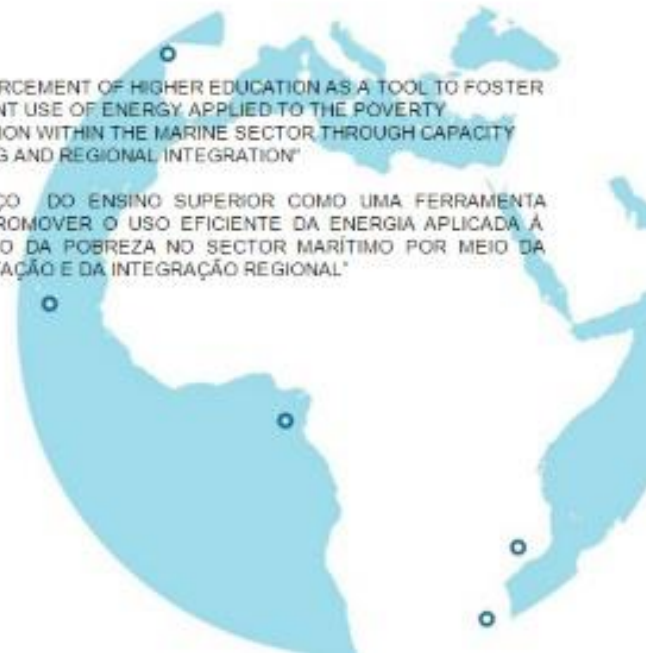 RCEMENT OF HIGHER EDUCATION AS A TOOL TO FOSTER
NT USE OF ENERGY APPLIED TO THE POVERTY
ION WITHIN THE MARINE SECTOR THROUGH CAPACITY
G AND REGIONAL INTEGRATION"
ÇO DO ENSINO SUPERIOR COMO UMA FERRAMENTA
ROMOVER O USO EFICIENTE DA ENERGIA APLICADA À
O DA POBREZA NO SECTOR MARÍTIMO POR MEIO DA
TAÇÃO E DA INTEGRAÇÃO REGIONAL"